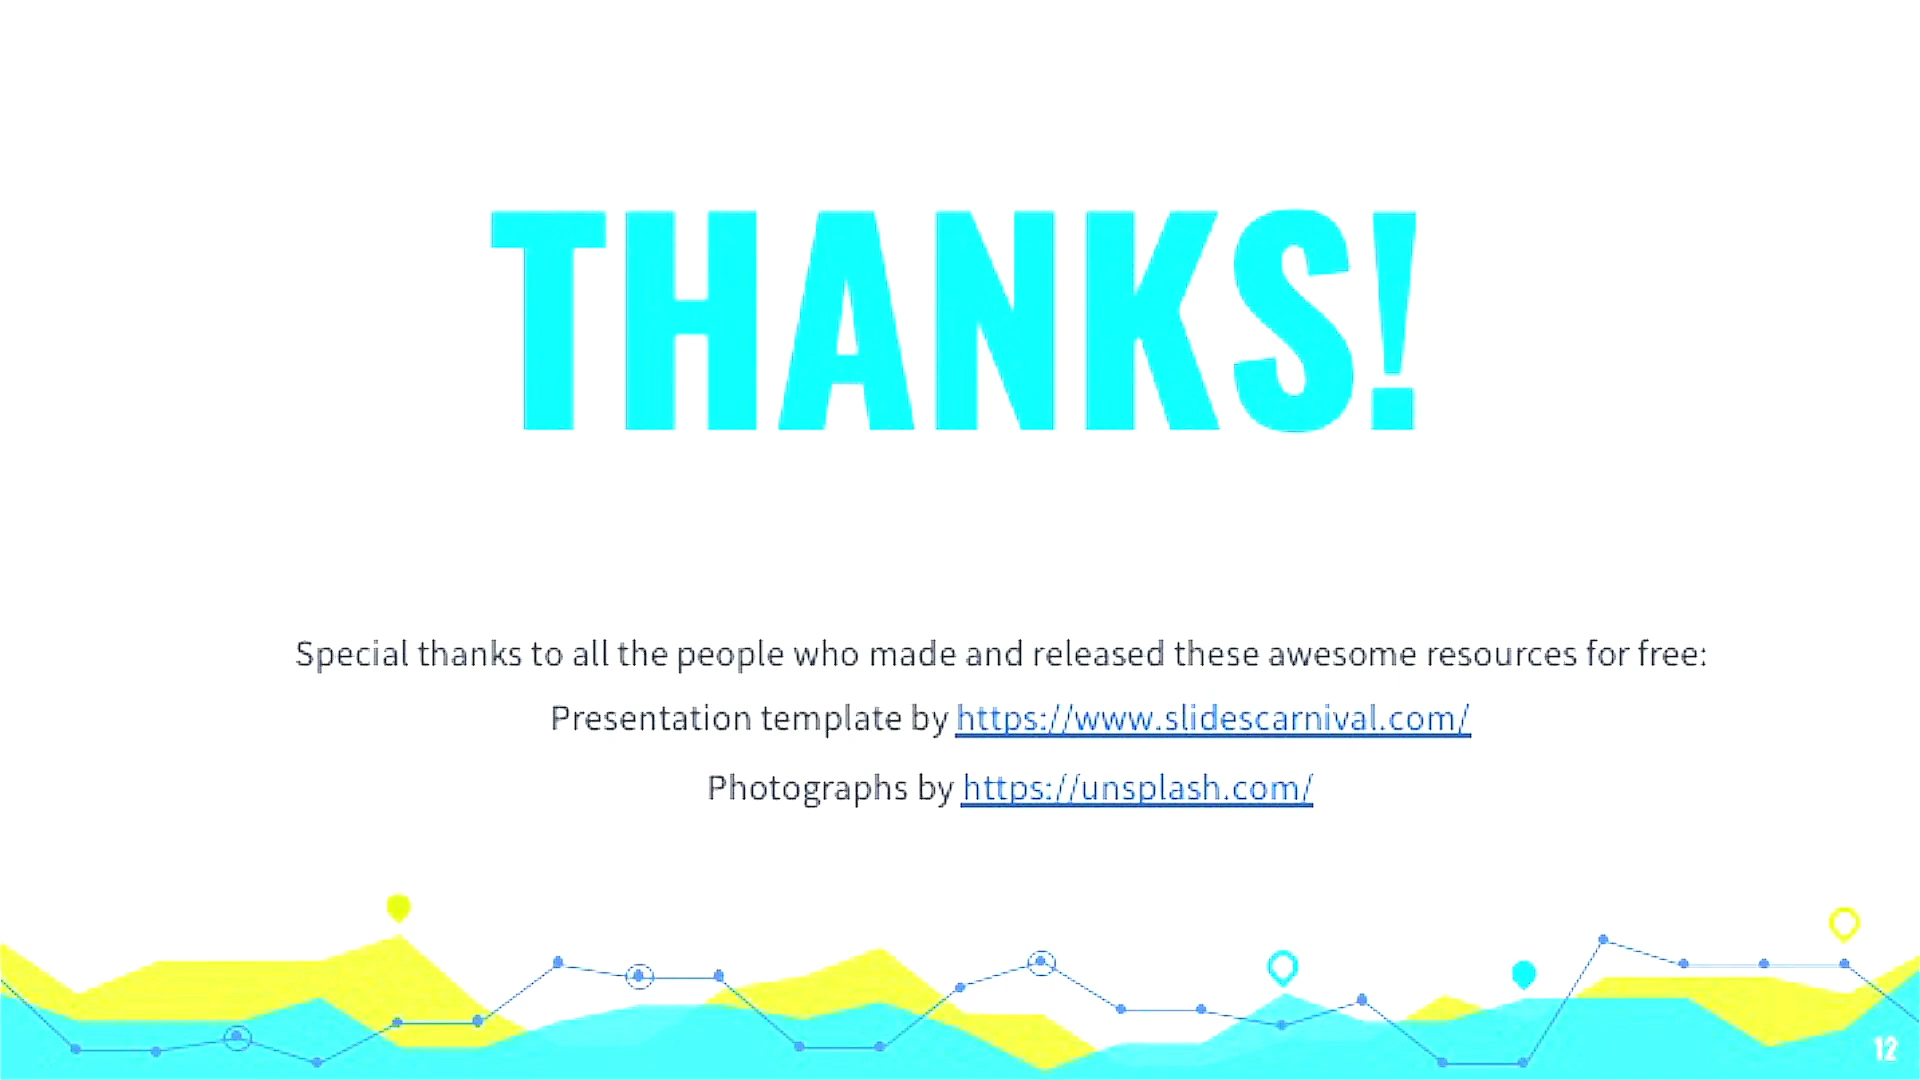 THANKS!
Special thanks to all the people who made and released these awesome resources for free:
Presentation template by https://www.slidescarnival.com/
Photographs by https://unsplash.com/
12